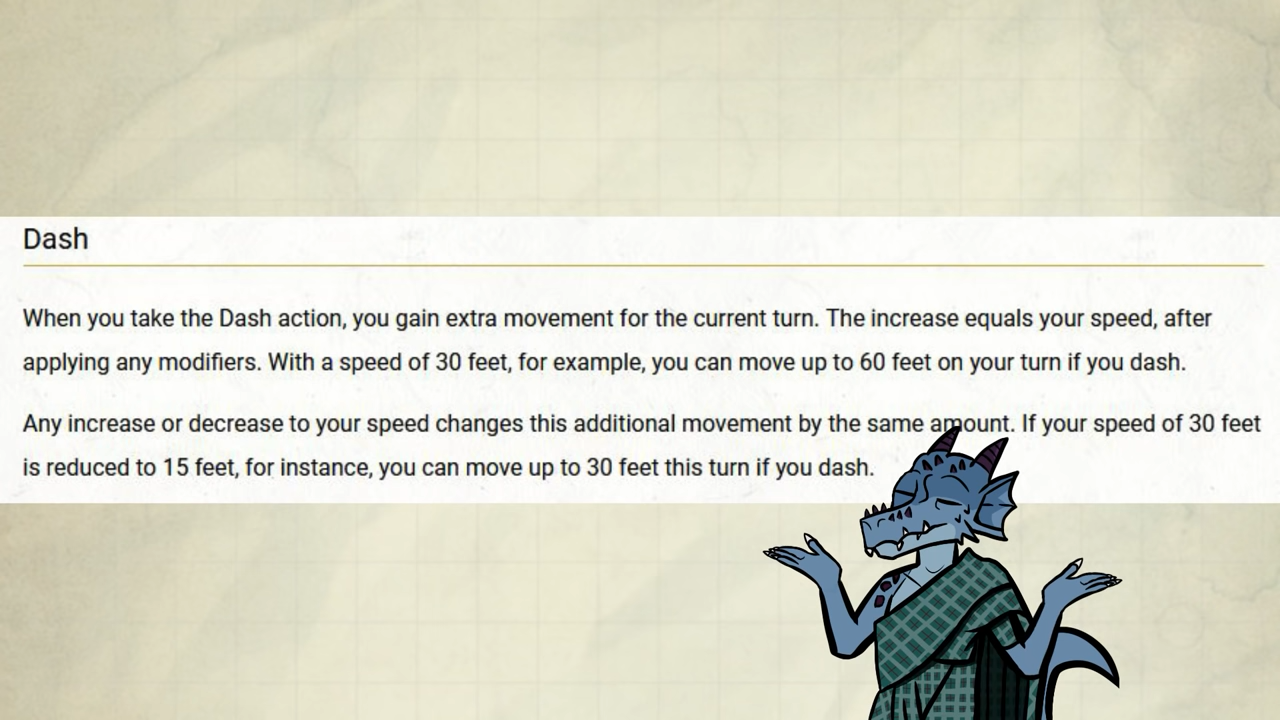 Dash
When you take the Dash action, you gain extra movement for the current turn. The increase equals your speed, after
applying any modifiers. With a speed of 30 feet, for example, you can move up to 60 feet on your turn if you dash.
Any increase or decrease to your speed changes this additional movement by the same amount. If your speed of 30 feet
is reduced to 15 feet, for instance, you can move up to 30 feet this turn if you dash.